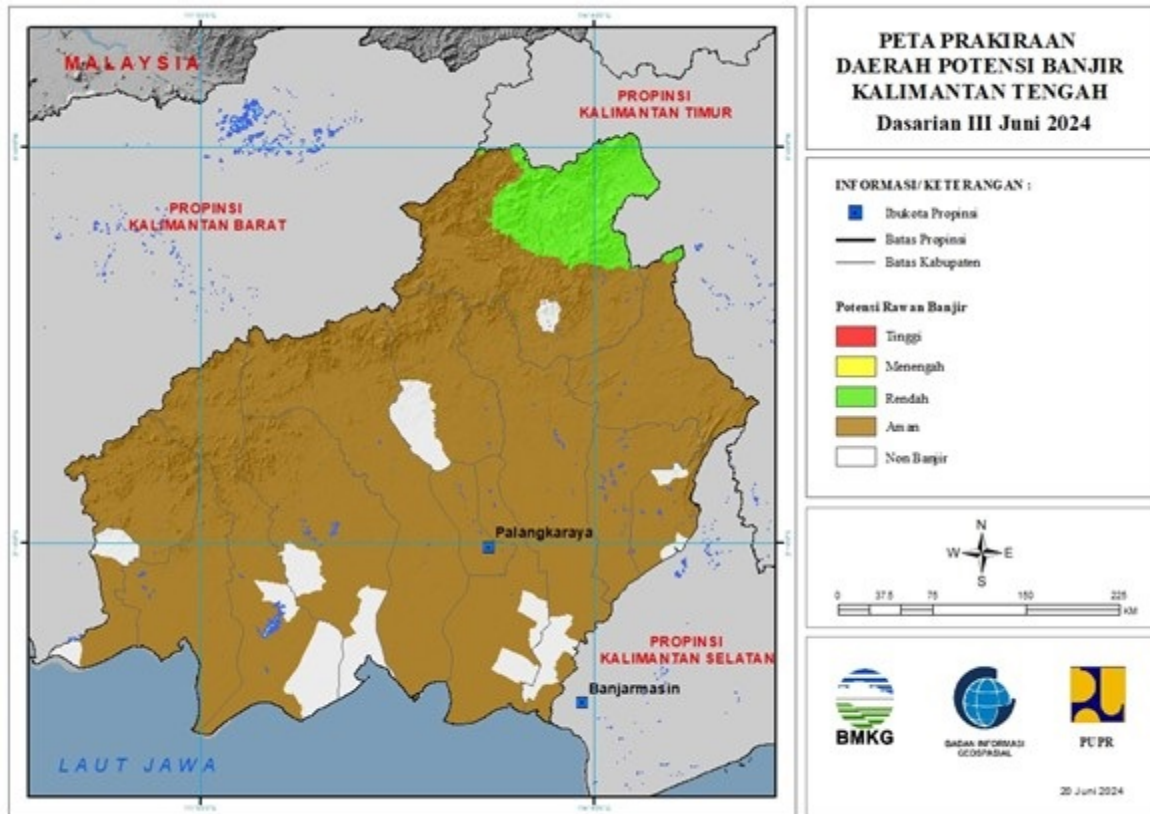 MALAYSIA
PROPINSI
KALIMANTAN TIMUR
PROPINSI
KALIMANTAN BARAT
Palangkaraya
PROPINSI
KALIMANTAN SELATAN
Banjarmasin
LAUT JAWA
PETA PRAKIRAAN
DAERAH POTENSI BANJIR
KALIMANTAN TENGAH
Dasarian III Juni 2024
INFORMASI/KETERANGAN :
Ibukota Propinsi
Batas Propinsi
Batas Kabupaten
Potensi Rawan Banjir
Tinggi
Menengah
Rendah
Aman
Non Banjir
N
W E
S
0 37.5 75 150 225
KM
BMKG
BADAN INFORMASI
GEOSPASIAL
PUPR
20 Juni 2024